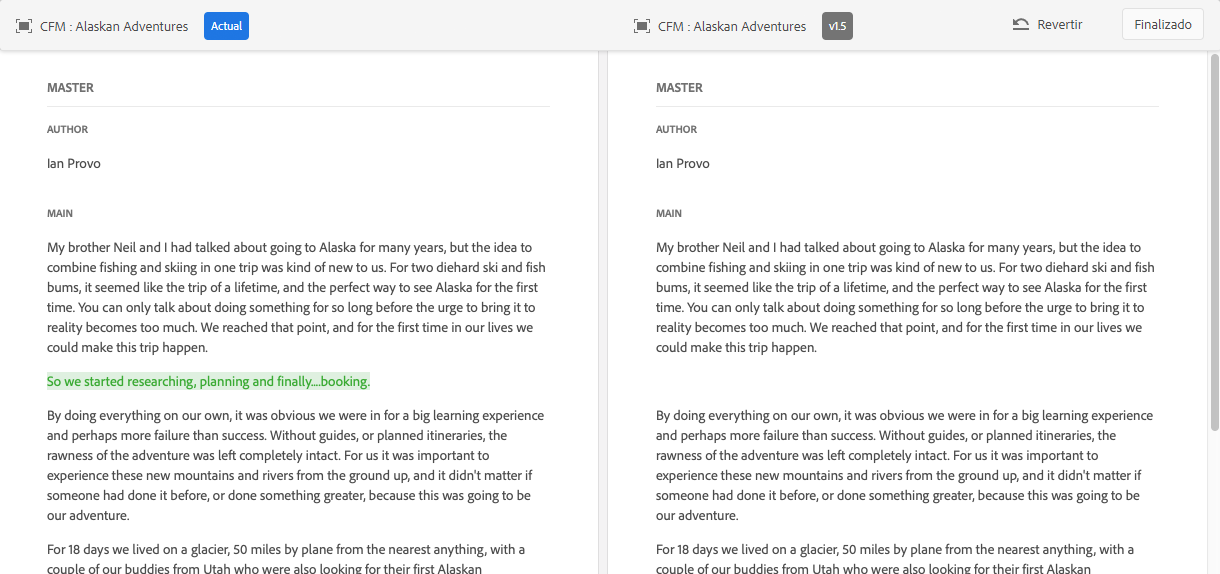 CFM : Alaskan Adventures Actual
CFM : Alaskan Adventures v1.5 Revertir Finalizado
MASTER
AUTHOR
Ian Provo
MAIN
My brother Neil and I had talked about going to Alaska for many years, but the idea to
combine fishing and skiing in one trip was kind of new to us. For two diehard ski and fish
bums, it seemed like the trip of a lifetime, and the perfect way to see Alaska for the first
time. You can only talk about doing something for so long before the urge to bring it to
reality becomes too much. We reached that point, and for the first time in our lives we
could make this trip happen.
So we started researching, planning and finally....booking.
By doing everything on our own, it was obvious we were in for a big learning experience
and perhaps more failure than success. Without guides, or planned itineraries, the
rawness of the adventure was left completely intact. For us it was important to
experience these new mountains and rivers from the ground up, and it didn't matter if
someone had done it before, or done something greater, because this was going to be
our adventure.
For 18 days we lived on a glacier, 50 miles by plane from the nearest anything, with a
couple of our buddies from Utah who were also looking for their first Alaskan
MASTER
AUTHOR
Ian Provo
MAIN
My brother Neil and I had talked about going to Alaska for many years, but the idea to
combine fishing and skiing in one trip was kind of new to us. For two diehard ski and fish
bums, it seemed like the trip of a lifetime, and the perfect way to see Alaska for the first
time. You can only talk about doing something for so long before the urge to bring it to
reality becomes too much. We reached that point, and for the first time in our lives we
could make this trip happen.
By doing everything on our own, it was obvious we were in for a big learning experience
and perhaps more failure than success. Without guides, or planned itineraries, the
rawness of the adventure was left completely intact. For us it was important to
experience these new mountains and rivers from the ground up, and it didn't matter if
someone had done it before, or done something greater, because this was going to be
our adventure.
For 18 days we lived on a glacier, 50 miles by plane from the nearest anything, with a
couple of our buddies from Utah who were also looking for their first Alaskan